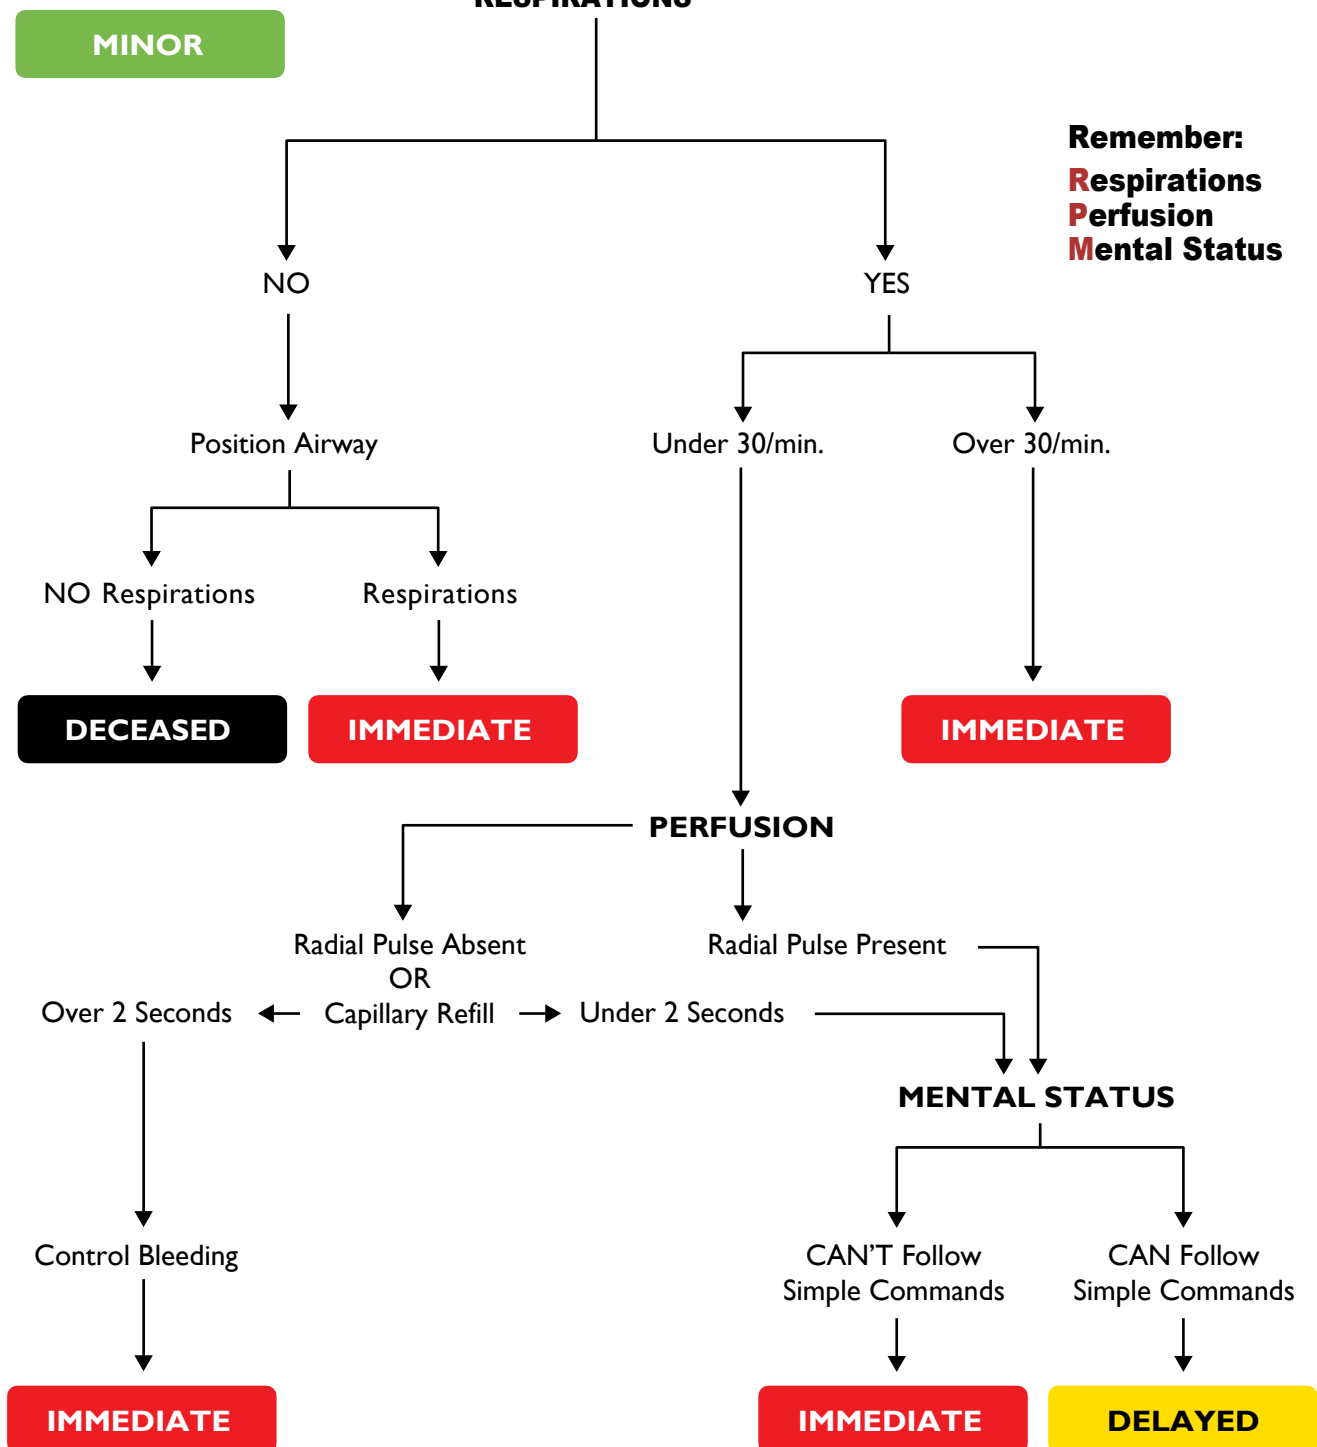 RESPIRATIONS
MINOR
Remember:
Respirations
Perfusion
Mental Status
NO
YES
Position Airway
Under 30/min.
Over 30/min.
NO Respirations
Respirations
DECEASED
IMMEDIATE
IMMEDIATE
PERFUSION
Radial Pulse Absent
Radial Pulse Present
OR
Over 2 Seconds
Capillary Refill
Under 2 Seconds
MENTAL STATUS
Control Bleeding
CAN’T Follow
Simple Commands
CAN Follow
Simple Commands
IMMEDIATE
IMMEDIATE
DELAYED